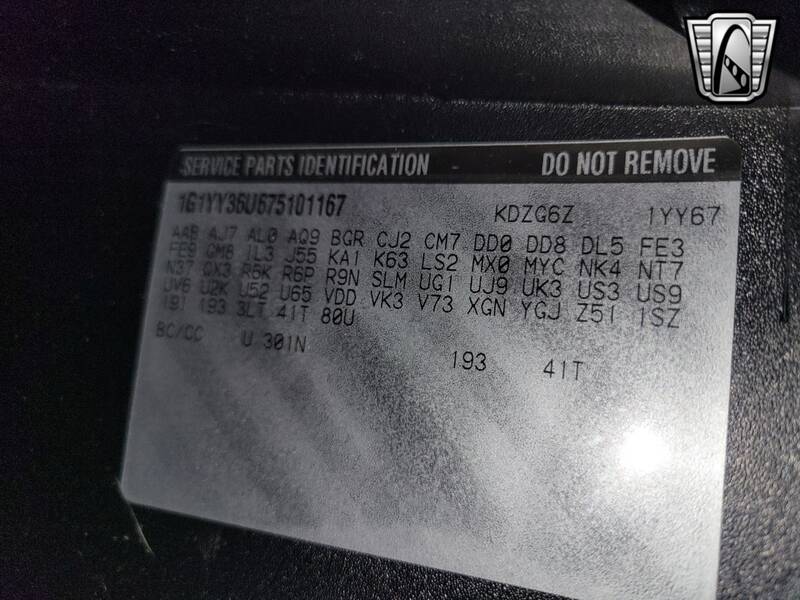 SERVICE PARTS IDENTIFICATION DO NOT REMOVE
1G1YY36U675101167 KDZG6Z 1YY67
AAB AJ7 AL0 AQ9 BGR CJ2 CM7 DD0 DD8 DL5 FE3
FE9 GM8 IL3 J55 KA1 K63 LS2 MX0 MYC NK4 NT7
N37 QX3 R6K R6P R9N SLM UG1 UJ9 UK3 US3 US9
UV6 U2K U52 U65 VDD VK3 V73 XGN YGJ Z51 1SZ
191 193 3LT 41T 80U
BC/CC U 301N
193 41T